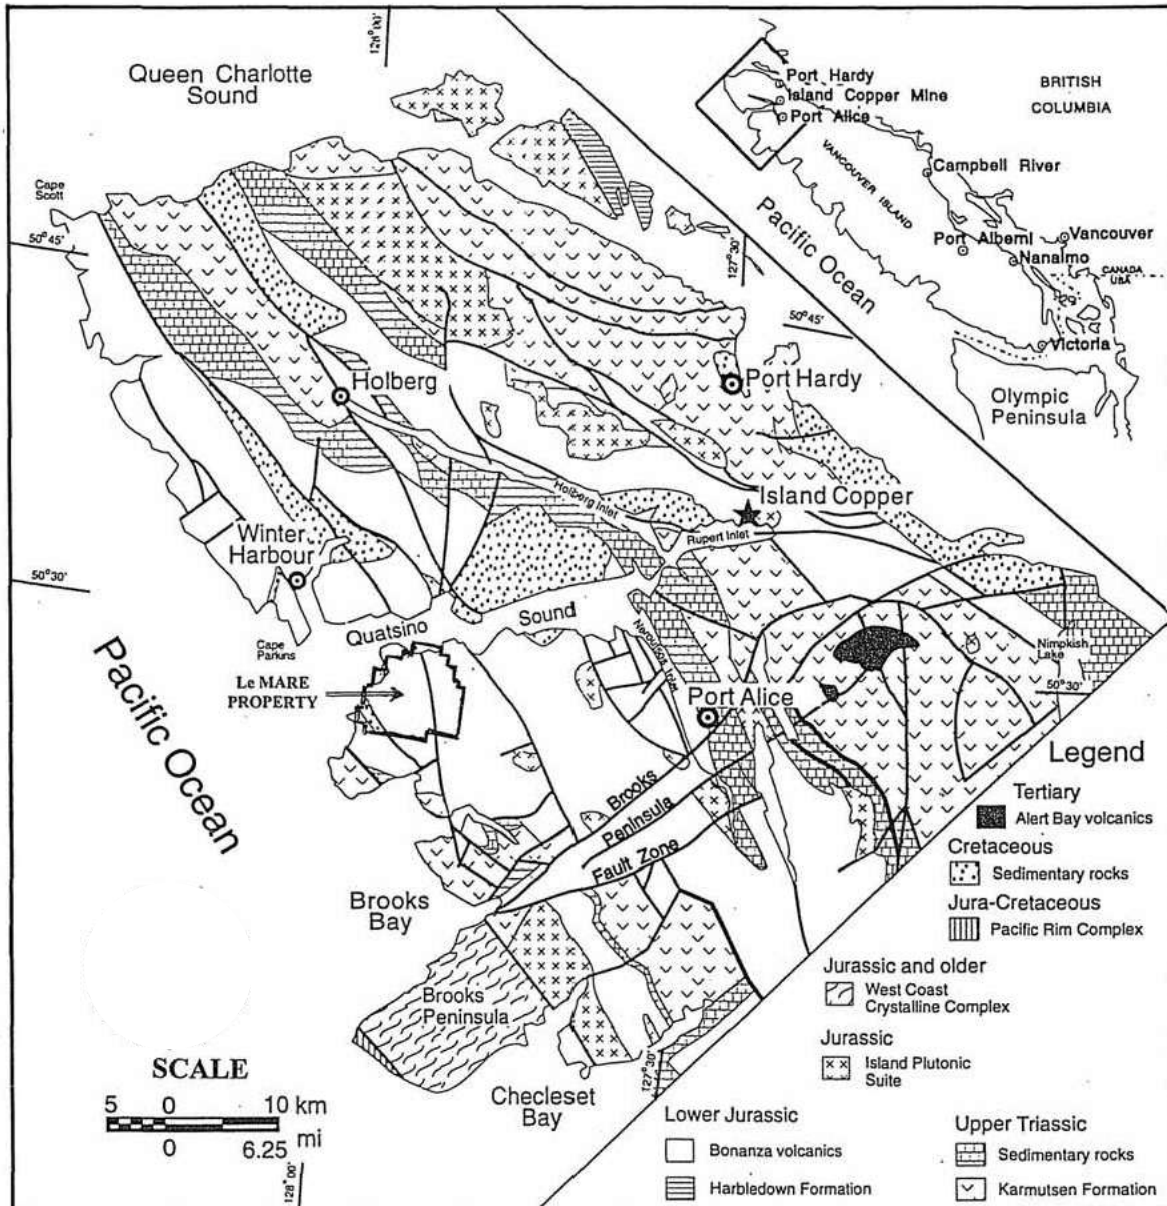 128°00'
Queen Charlotte
Sound
Port Hardy
Island Copper Mine
Port Alice
BRITISH
COLUMBIA
VANCOUVER ISLAND
Campbell River
Cape
Scott
50°45'
Pacific Ocean
127°30'
Port Alberni
Vancouver
Nanaimo
CANADA
USA
Victoria
50°45'
Holberg
Port Hardy
Olympic
Peninsula
Holberg Inlet
Island Copper
Rupert Inlet
Winter
Harbour
50°30'
Quatsino Sound
Cape
Parkins
Neroutsos Inlet
Nimpkish
Lake
50°30'
Le MARE
PROPERTY
Port Alice
Pacific Ocean
Brooks
Peninsula
Fault Zone
Brooks
Bay
Brooks
Peninsula
Checleset
Bay
127°30'
Legend
Tertiary
Alert Bay volcanics
Cretaceous
Sedimentary rocks
Jura-Cretaceous
Pacific Rim Complex
Jurassic and older
West Coast
Crystalline Complex
Jurassic
Island Plutonic
Suite
Lower Jurassic
Bonanza volcanics
Harbledown Formation
Upper Triassic
Sedimentary rocks
Karmutsen Formation
SCALE
5 0 10 km
0 6.25 mi
128°00'